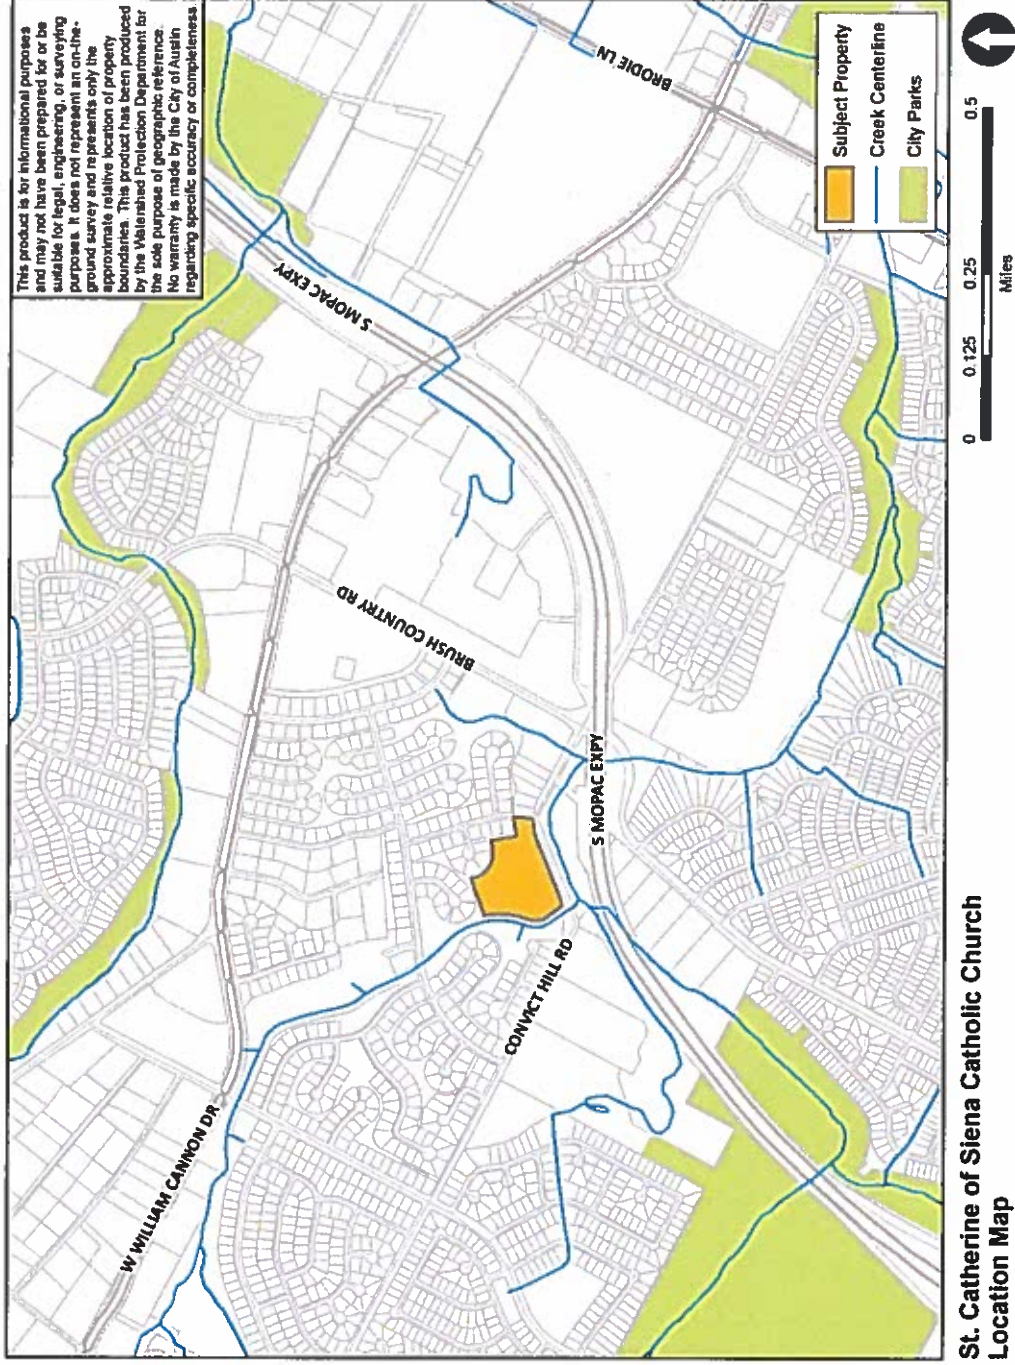 This product is for informational purposes
and may not have been prepared for or be
suitable for legal, engineering, or surveying
purposes. It does not represent an on-the-
ground survey and represents only the
approximate relative location of property
boundaries. This product has been produced
by the Watershed Protection Department for
the sole purpose of geographic reference.
No warranty is made by the City of Austin
regarding specific accuracy or completeness.
W WILLIAM CANNON DR
BRUSH COUNTRY RD
S MOPAC EXPY
BRODIE LN
CONVICT HILL RD
S MOPAC EXPY
Subject Property
Creek Centerline
City Parks
0 0.125 0.25 0.5
Miles
St. Catherine of Siena Catholic Church
Location Map